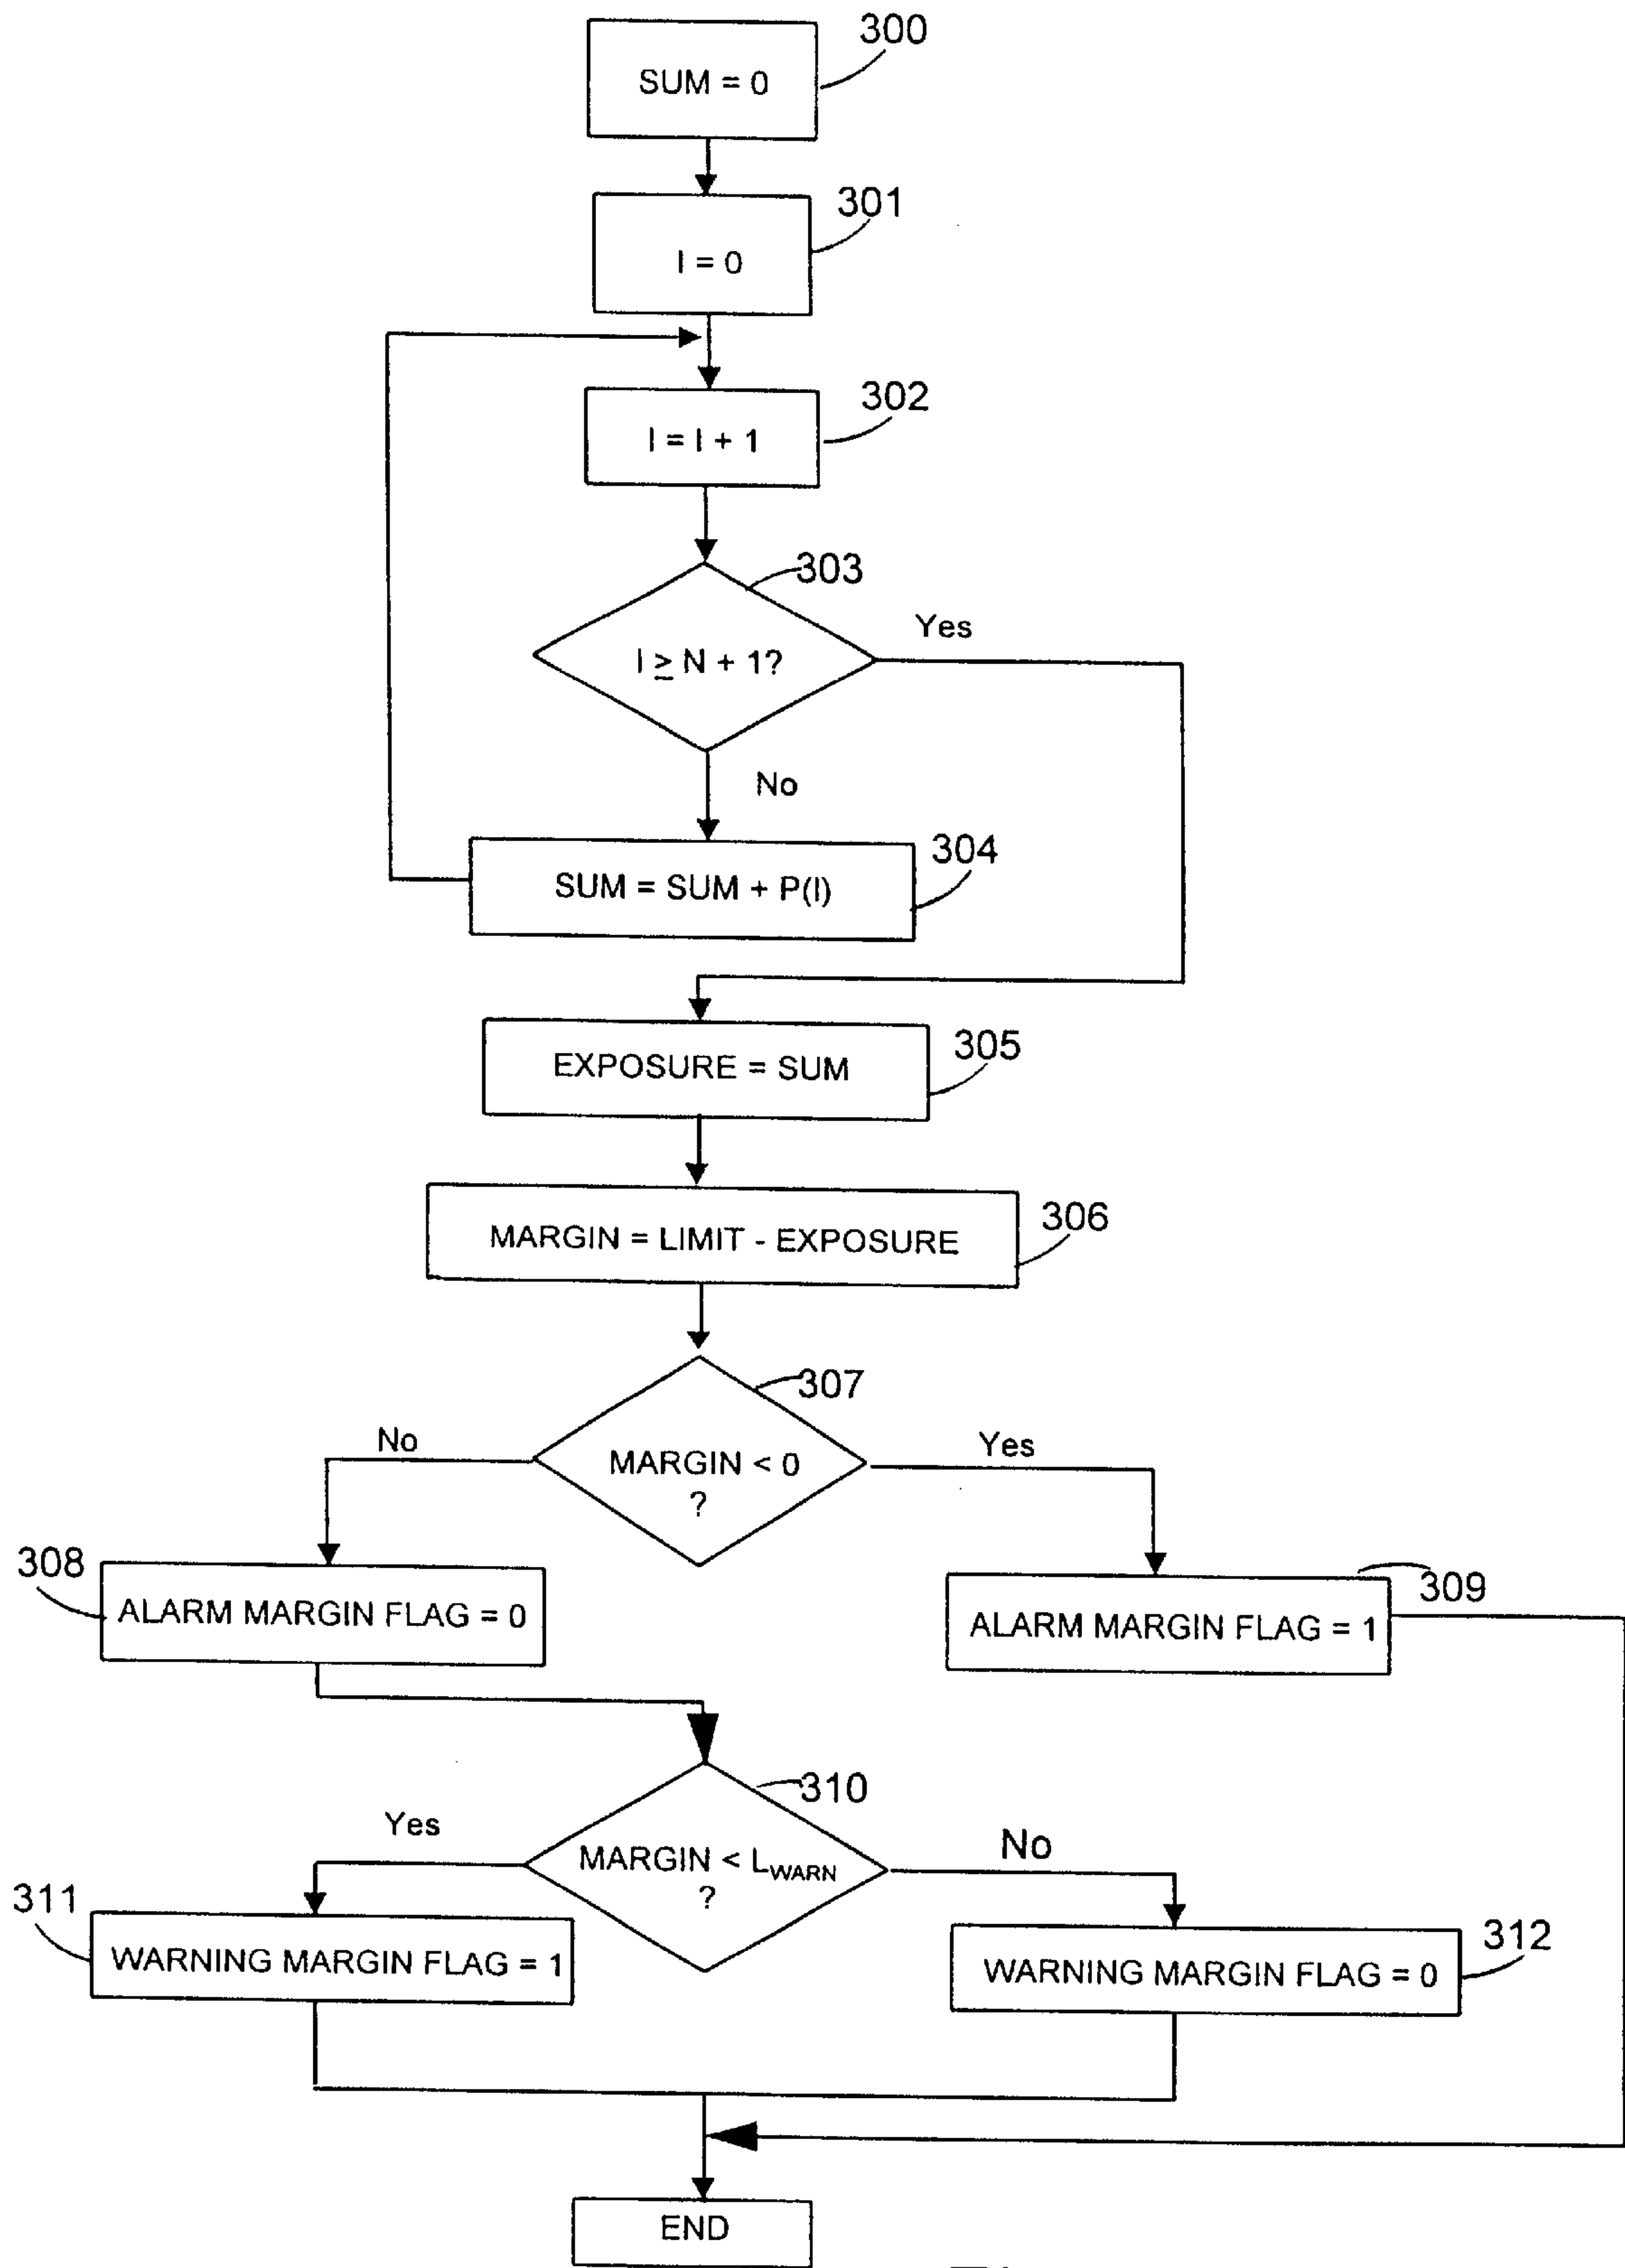 300
SUM = 0
301
I = 0
302
I = I + 1
303
Yes
I ≥ N + 1?
No
304
SUM = SUM + P(I)
305
EXPOSURE = SUM
306
MARGIN = LIMIT - EXPOSURE
307
No
Yes
MARGIN < 0
?
308
309
ALARM MARGIN FLAG = 0
ALARM MARGIN FLAG = 1
310
Yes
No
MARGIN < LWARN
?
311
312
WARNING MARGIN FLAG = 1
WARNING MARGIN FLAG = 0
END